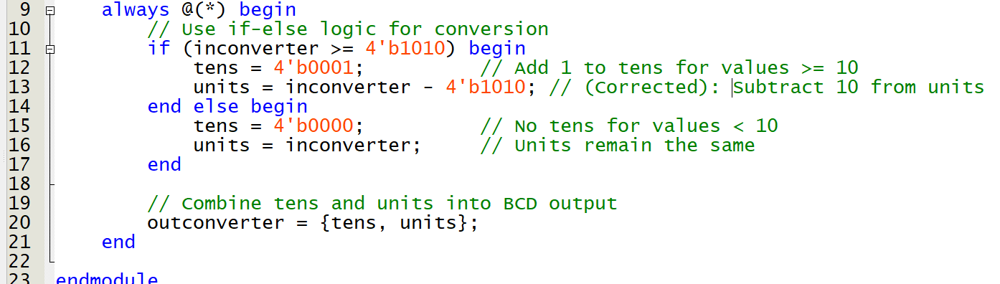 9 always @(*) begin
10 // Use if-else logic for conversion
11 if (inconverter >= 4'b1010) begin
12 tens = 4'b0001; // Add 1 to tens for values >= 10
13 units = inconverter - 4'b1010; // (Corrected): Subtract 10 from units
14 end else begin
15 tens = 4'b0000; // No tens for values < 10
16 units = inconverter; // Units remain the same
17 end
18
19 // Combine tens and units into BCD output
20 outconverter = {tens, units};
21 end
22
23 endmodule